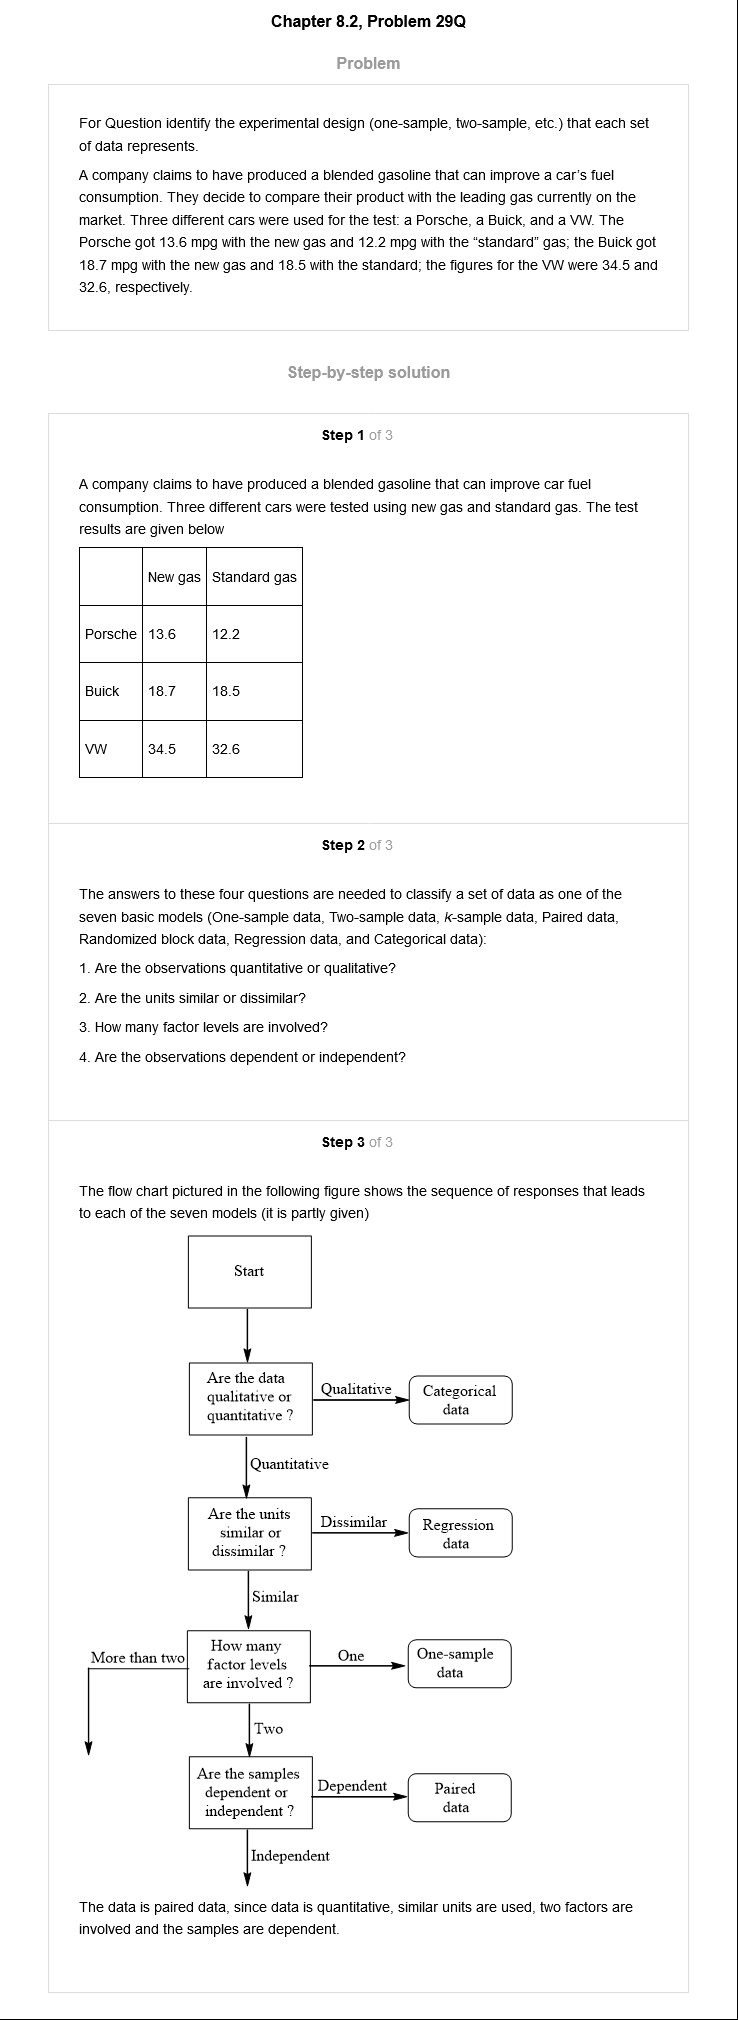 Chapter 8.2, Problem 29Q
Problem
For Question identify the experimental design (one-sample, two-sample, etc.) that each set
of data represents.
A company claims to have produced a blended gasoline that can improve a car's fuel
consumption. They decide to compare their product with the leading gas currently on the
market. Three different cars were used for the test: a Porsche, a Buick, and a VW. The
Porsche got 13.6 mpg with the new gas and 12.2 mpg with the “standard” gas; the Buick got
18.7 mpg with the new gas and 18.5 with the standard; the figures for the VW were 34.5 and
32.6, respectively.
Step-by-step solution
Step 1 of 3
A company claims to have produced a blended gasoline that can improve car fuel
consumption. Three different cars were tested using new gas and standard gas. The test
results are given below
New gas Standard gas
Porsche 13.6 12.2
Buick 18.7 18.5
VW 34.5 32.6
Step 2 of 3
The answers to these four questions are needed to classify a set of data as one of the
seven basic models (One-sample data, Two-sample data, k-sample data, Paired data,
Randomized block data, Regression data, and Categorical data):
1. Are the observations quantitative or qualitative?
2. Are the units similar or dissimilar?
3. How many factor levels are involved?
4. Are the observations dependent or independent?
Step 3 of 3
The flow chart pictured in the following figure shows the sequence of responses that leads
to each of the seven models (it is partly given)
Start
Are the data
qualitative or
quantitative ?
Qualitative
Categorical
data
Quantitative
Are the units
similar or
dissimilar ?
Dissimilar
Regression
data
Similar
More than two
How many
factor levels
are involved ?
One
One-sample
data
Two
Are the samples
dependent or
independent ?
Dependent
Paired
data
Independent
The data is paired data, since data is quantitative, similar units are used, two factors are
involved and the samples are dependent.